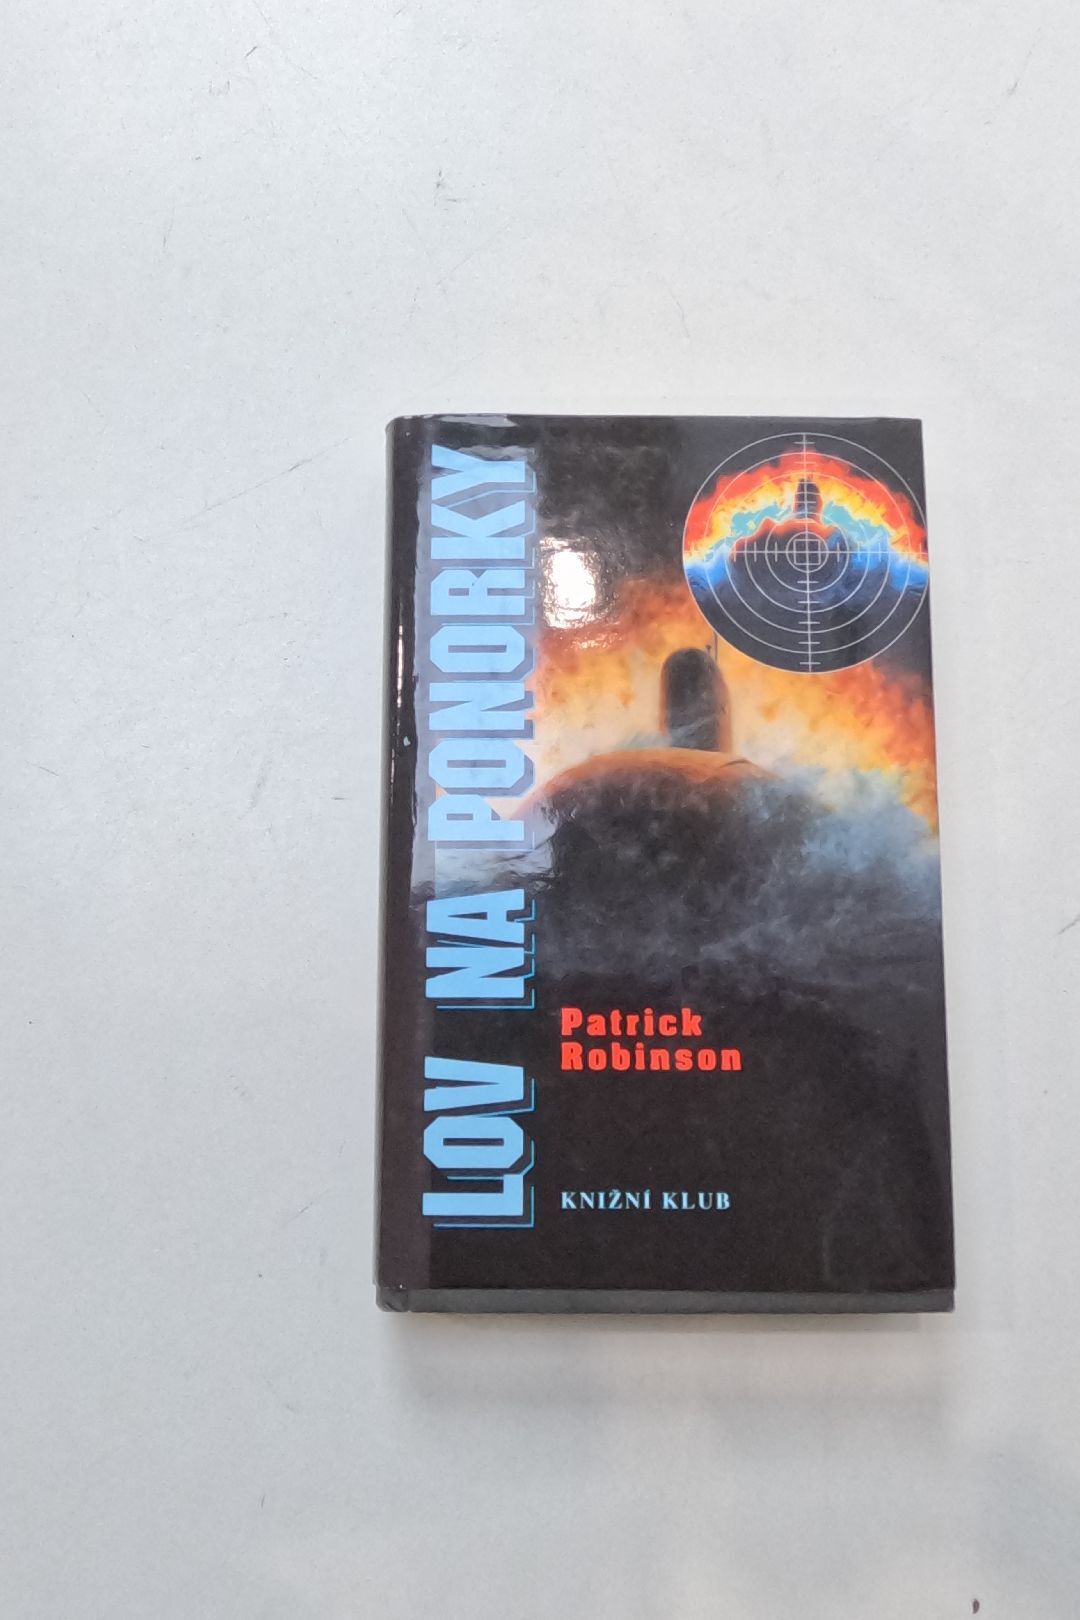 LOV NA PONORKY
Patrick
Robinson
KNIŽNÍ KLUB